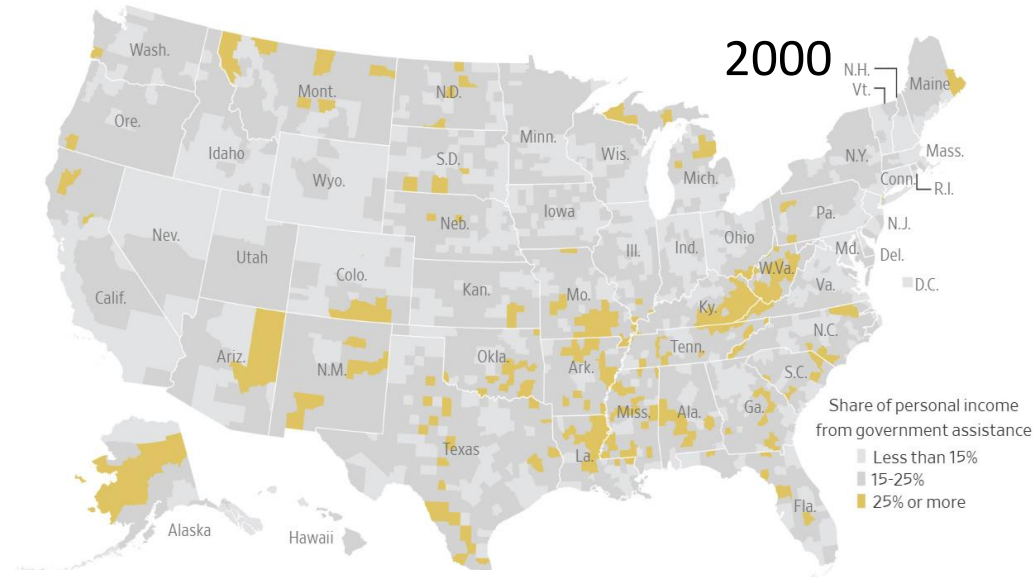 2000
N.H.
Vt.
Maine
Wash.
Mont.
N.D.
Minn.
Ore.
Idaho
S.D.
Wis.
N.Y.
Mass.
Wyo.
Mich.
Conn.
R.I.
Iowa
Neb.
Pa.
N.J.
Nev.
Utah
Ill.
Ind.
Ohio
Md.
Del.
Colo.
W.Va.
Calif.
Kan.
Mo.
Va.
D.C.
Ky.
Ariz.
N.M.
Okla.
Tenn.
N.C.
Ark.
S.C.
Miss.
Ala.
Ga.
Share of personal income
from government assistance
Less than 15%
15-25%
25% or more
Texas
La.
Fla.
Alaska
Hawaii